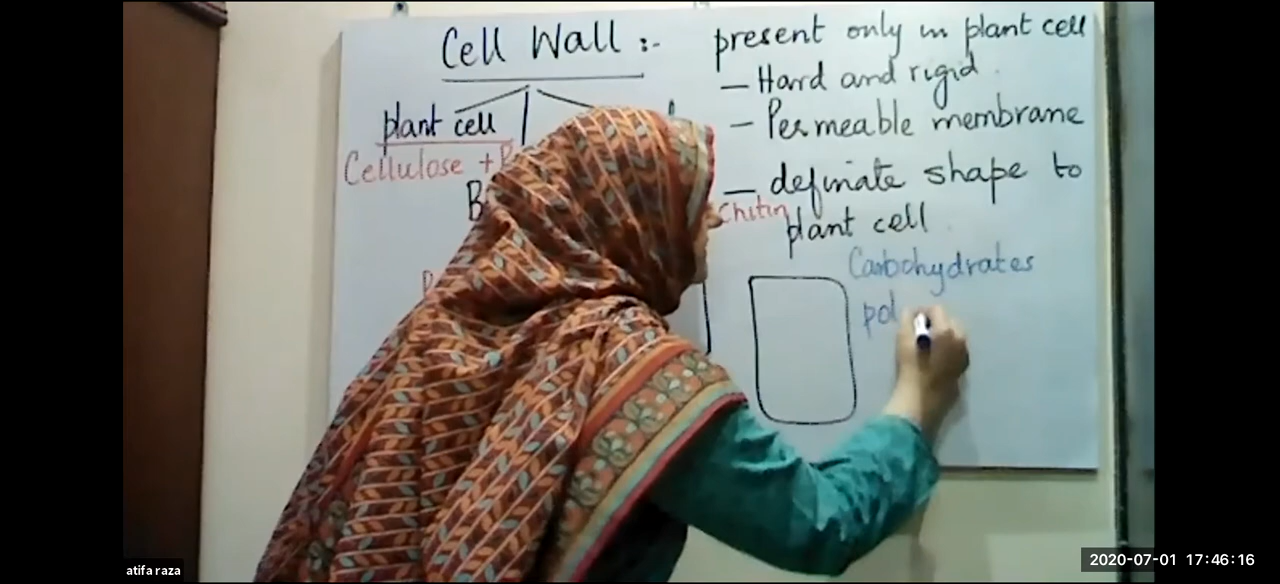 Cell Wall :-
plant cell
Cellulose +
present only in plant cell
— Hard and rigid
— Permeable membrane
— definate shape to
plant cell
Chitin
Carbohydrates
pol
atifa raza
2020-07-01 17:46:16